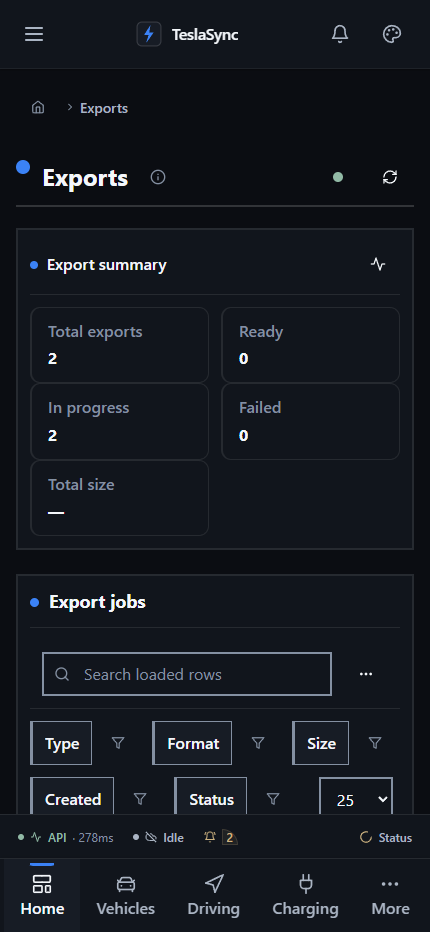 TeslaSync
Exports
Exports
Export summary
Total exports
2
Ready
0
In progress
2
Failed
0
Total size
—
Export jobs
Search loaded rows
Type
Format
Size
Created
Status
25
API · 278ms
Idle
2
Status
Home
Vehicles
Driving
Charging
More